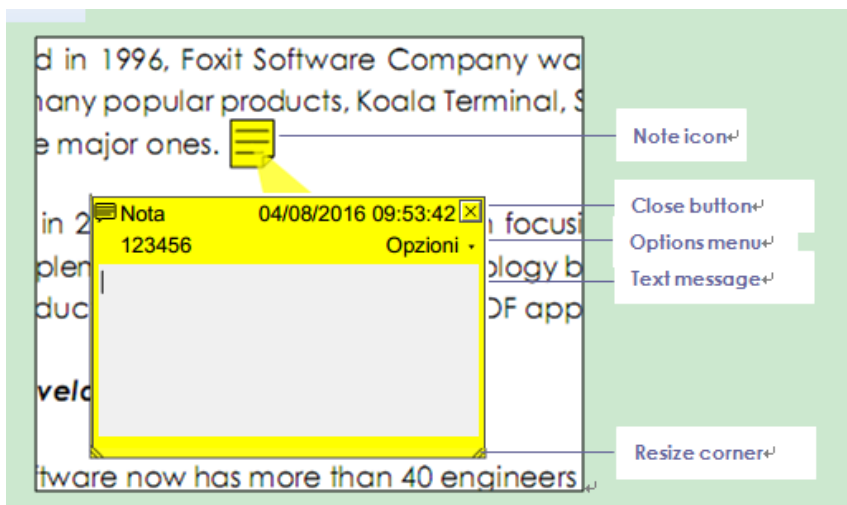 d in 1996, Foxit Software Company wa
many popular products, Koala Terminal, S
e major ones.
Note icon
Nota 04/08/2016 09:53:42
Close button
in 2 focusi
123456 Opzioni
Options menu
plen ology b
Text message
duc DF app
velo
Resize corner
tware now has more than 40 engineers